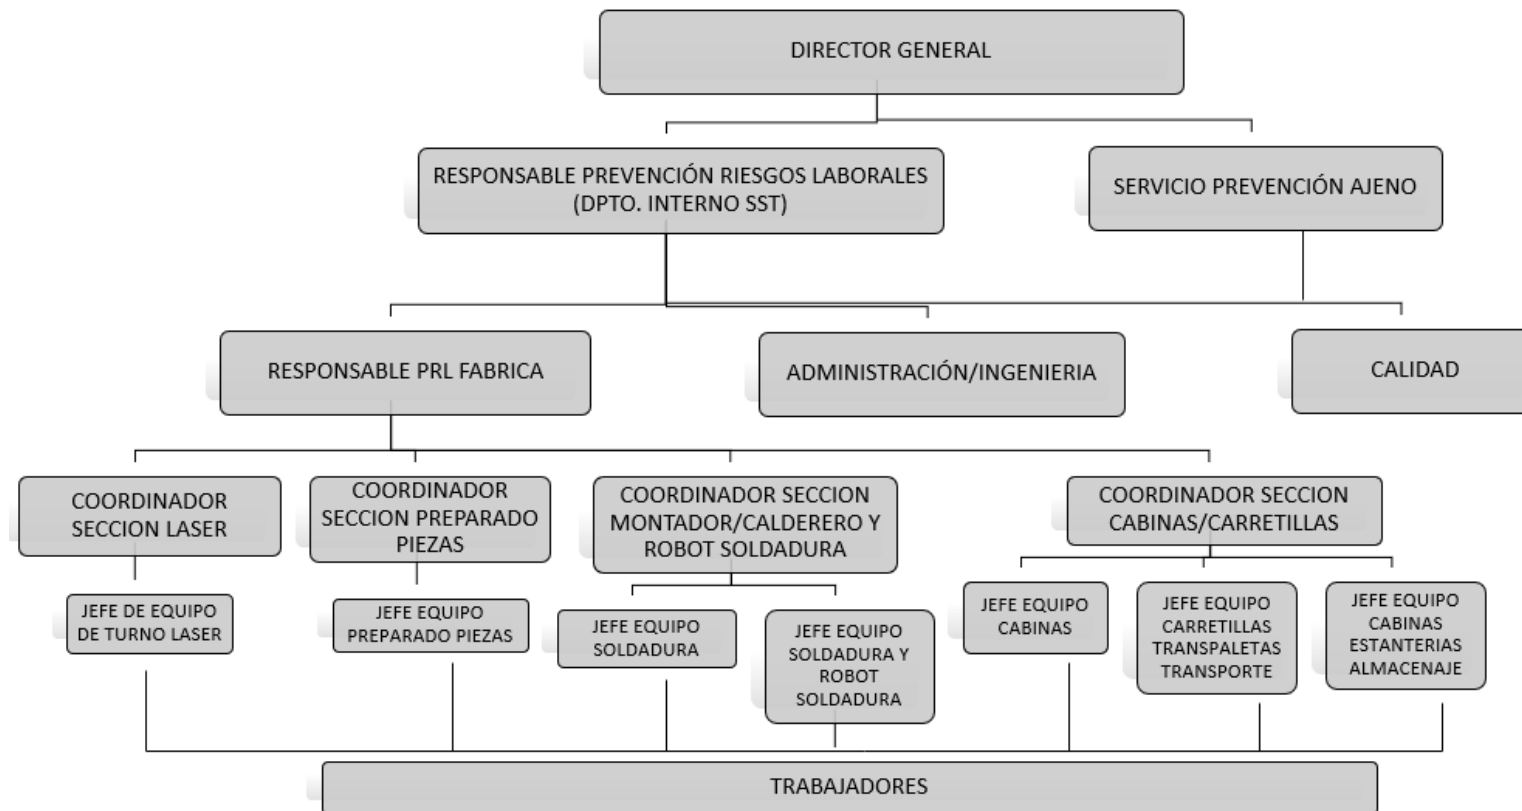 DIRECTOR GENERAL
RESPONSABLE PREVENCIÓN RIESGOS LABORALES
(DPTO. INTERNO SST)
SERVICIO PREVENCIÓN AJENO
RESPONSABLE PRL FABRICA
ADMINISTRACIÓN/INGENIERIA
CALIDAD
COORDINADOR
SECCION LASER
COORDINADOR
SECCION PREPARADO
PIEZAS
COORDINADOR SECCION
MONTADOR/CALDERERO Y
ROBOT SOLDADURA
COORDINADOR SECCION
CABINAS/CARRETILLAS
JEFE DE EQUIPO
DE TURNO LASER
JEFE EQUIPO
PREPARADO PIEZAS
JEFE EQUIPO
SOLDADURA
JEFE EQUIPO
SOLDADURA Y
ROBOT
SOLDADURA
JEFE EQUIPO
CABINAS
JEFE EQUIPO
CARRETILLAS
TRANSPALETAS
TRANSPORTE
JEFE EQUIPO
CABINAS
ESTANTERIAS
ALMACENAJE
TRABAJADORES